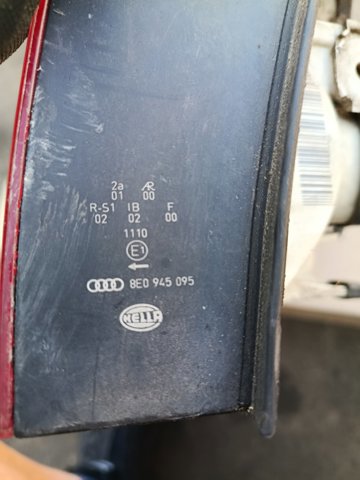 2a AR
01 00
R-S1 IB F
02 02 00
1110
E1
8E0 945 095
HELLA